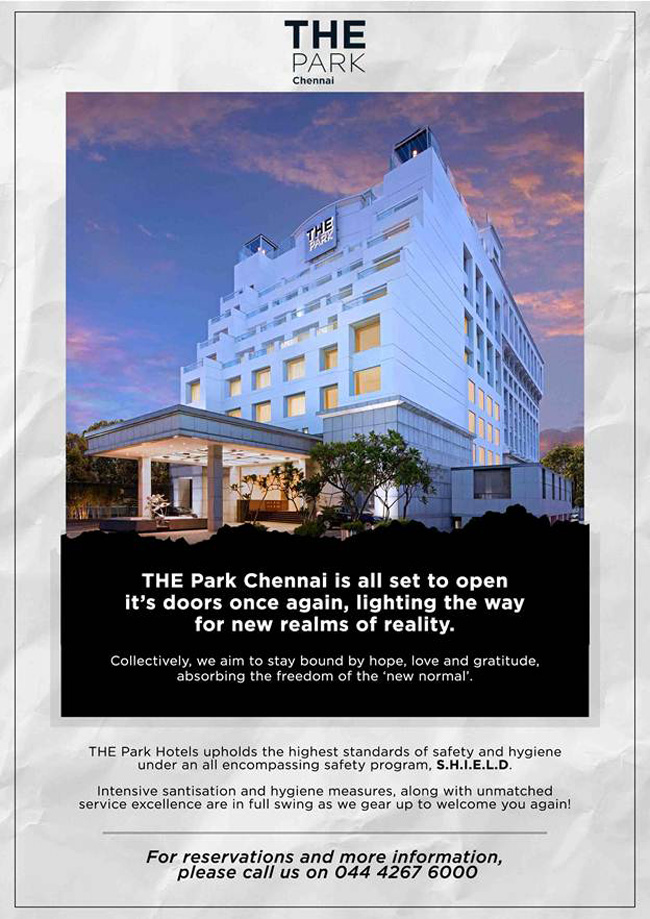 THE
PARK
Chennai
THE
PARK
THE Park Chennai is all set to open
it’s doors once again, lighting the way
for new realms of reality.
Collectively, we aim to stay bound by hope, love and gratitude,
absorbing the freedom of the ‘new normal’.
THE Park Hotels upholds the highest standards of safety and hygiene
under an all encompassing safety program, S.H.I.E.L.D.
Intensive santisation and hygiene measures, along with unmatched
service excellence are in full swing as we gear up to welcome you again!
For reservations and more information,
please call us on 044 4267 6000